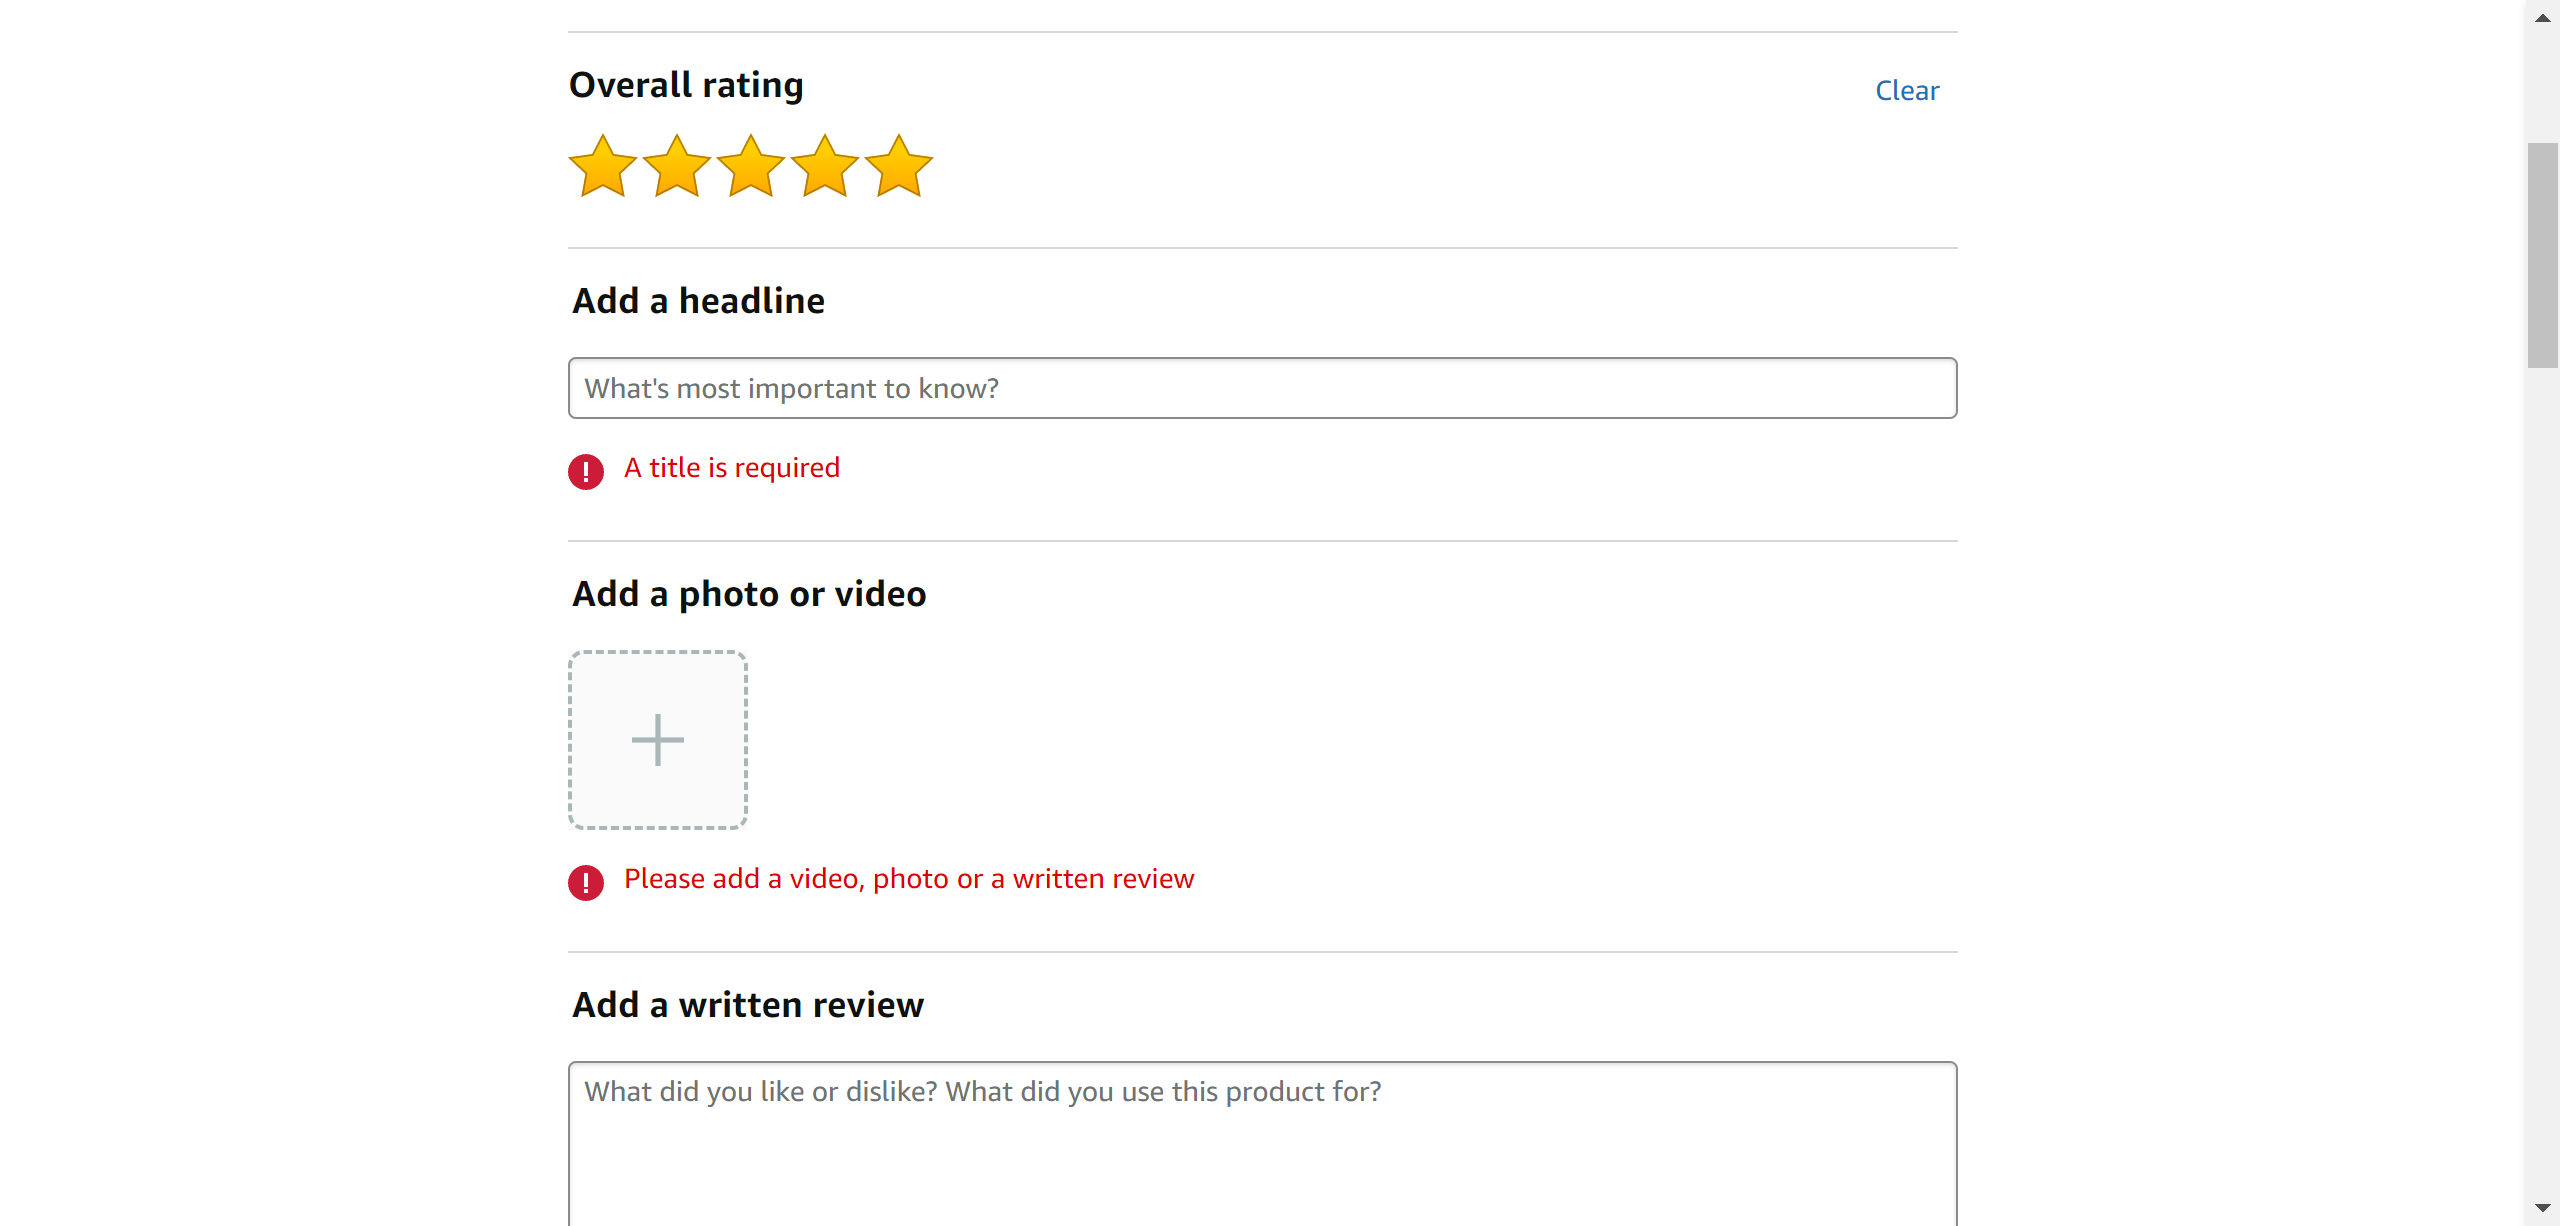 Overall rating
Clear
Add a headline
What's most important to know?
A title is required
Add a photo or video
Please add a video, photo or a written review
Add a written review
What did you like or dislike? What did you use this product for?